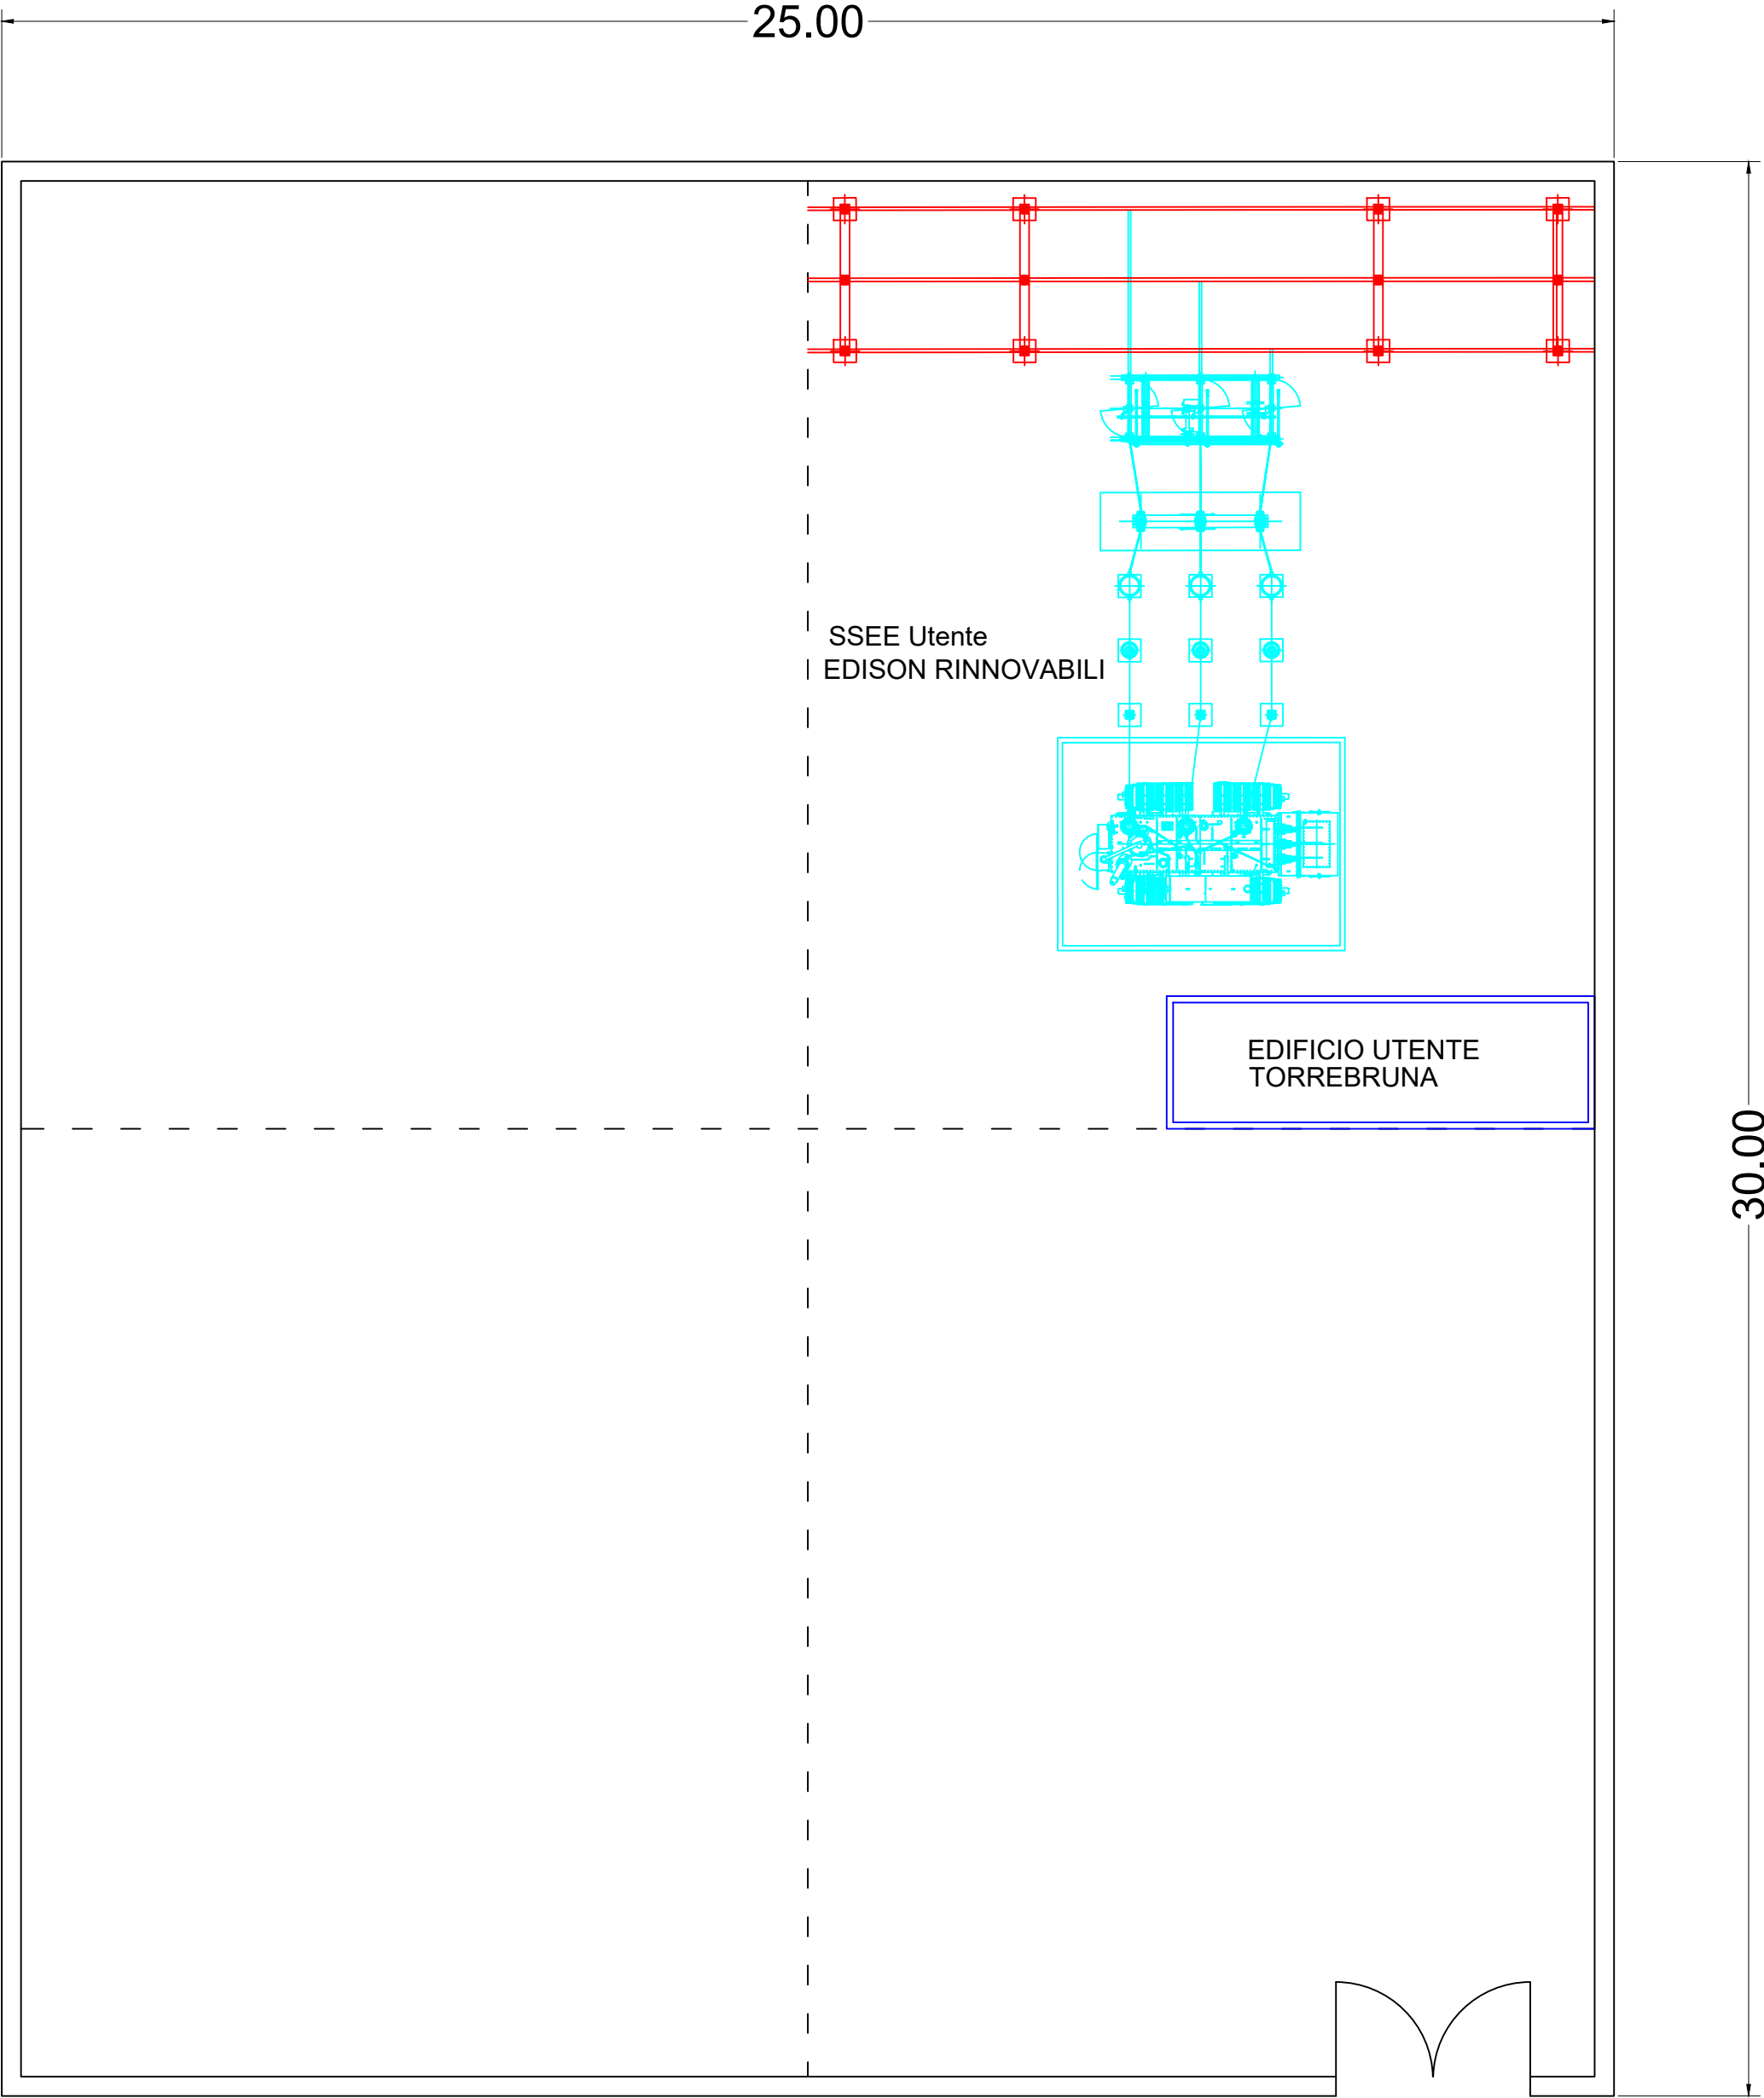 25.00
SSEE Utente
EDISON RINNOVABILI
EDIFICIO UTENTE
TORREBRUNA
30.00